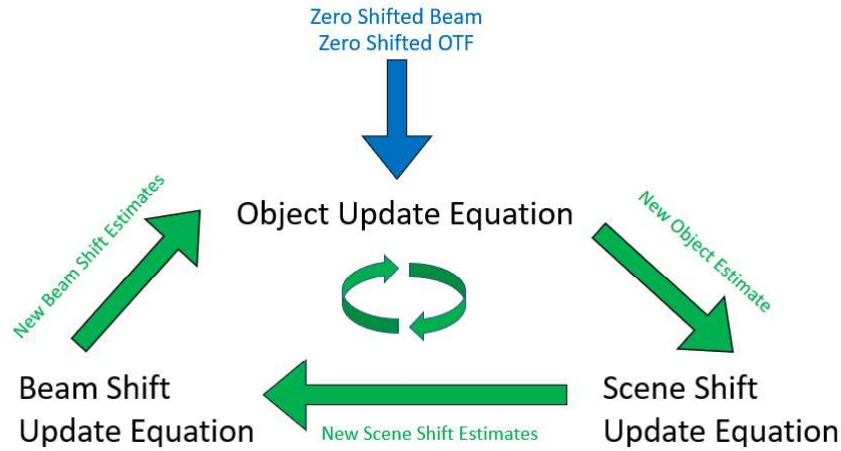 Zero Shifted Beam
Zero Shifted OTF
Object Update Equation
New Beam Shift Estimates
New Object Estimate
Beam Shift
Update Equation
New Scene Shift Estimates
Scene Shift
Update Equation